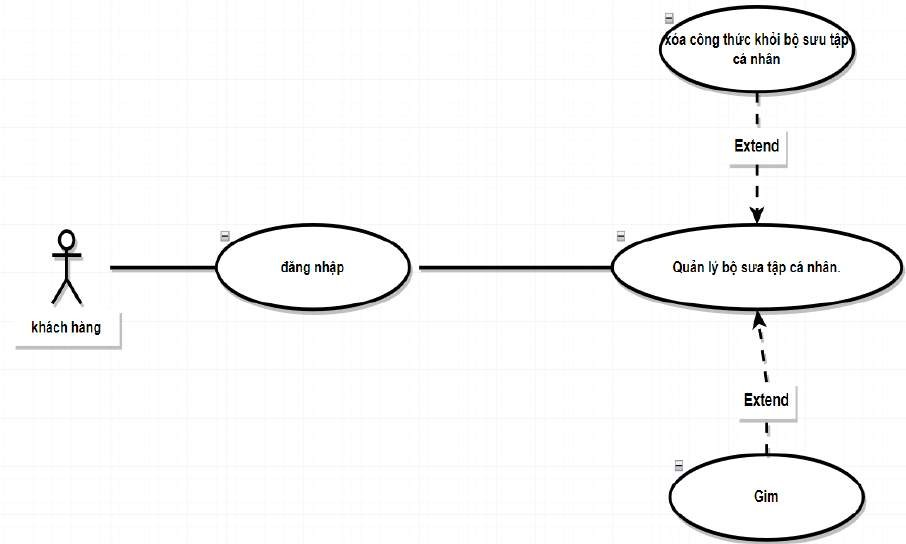 xóa công thức khỏi bộ sưu tập
cá nhân
Extend
đăng nhập
Quản lý bộ sưa tập cá nhân.
khách hàng
Extend
Gim